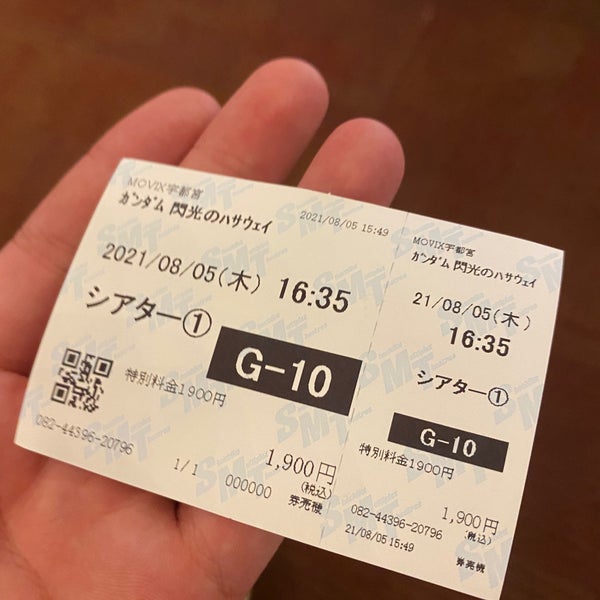 MOVIX宇都宮
ｶﾞﾝﾀﾞﾑ 閃光のﾊｻｳｪｲ
2021/08/05 15:49
2021/08/05(木) 16:35
シアター①
G-10
特別料金1900円
082-44396-20796
1/1
1,900円
(税込)
000000
券売機
MOVIX宇都宮
ｶﾞﾝﾀﾞﾑ 閃光のﾊｻｳｪｲ
21/08/05(木)
16:35
シアター①
G-10
特別料金1900円
1,900円
(税込)
082-44396-20796
21/08/05 15:49
券売機
SMT